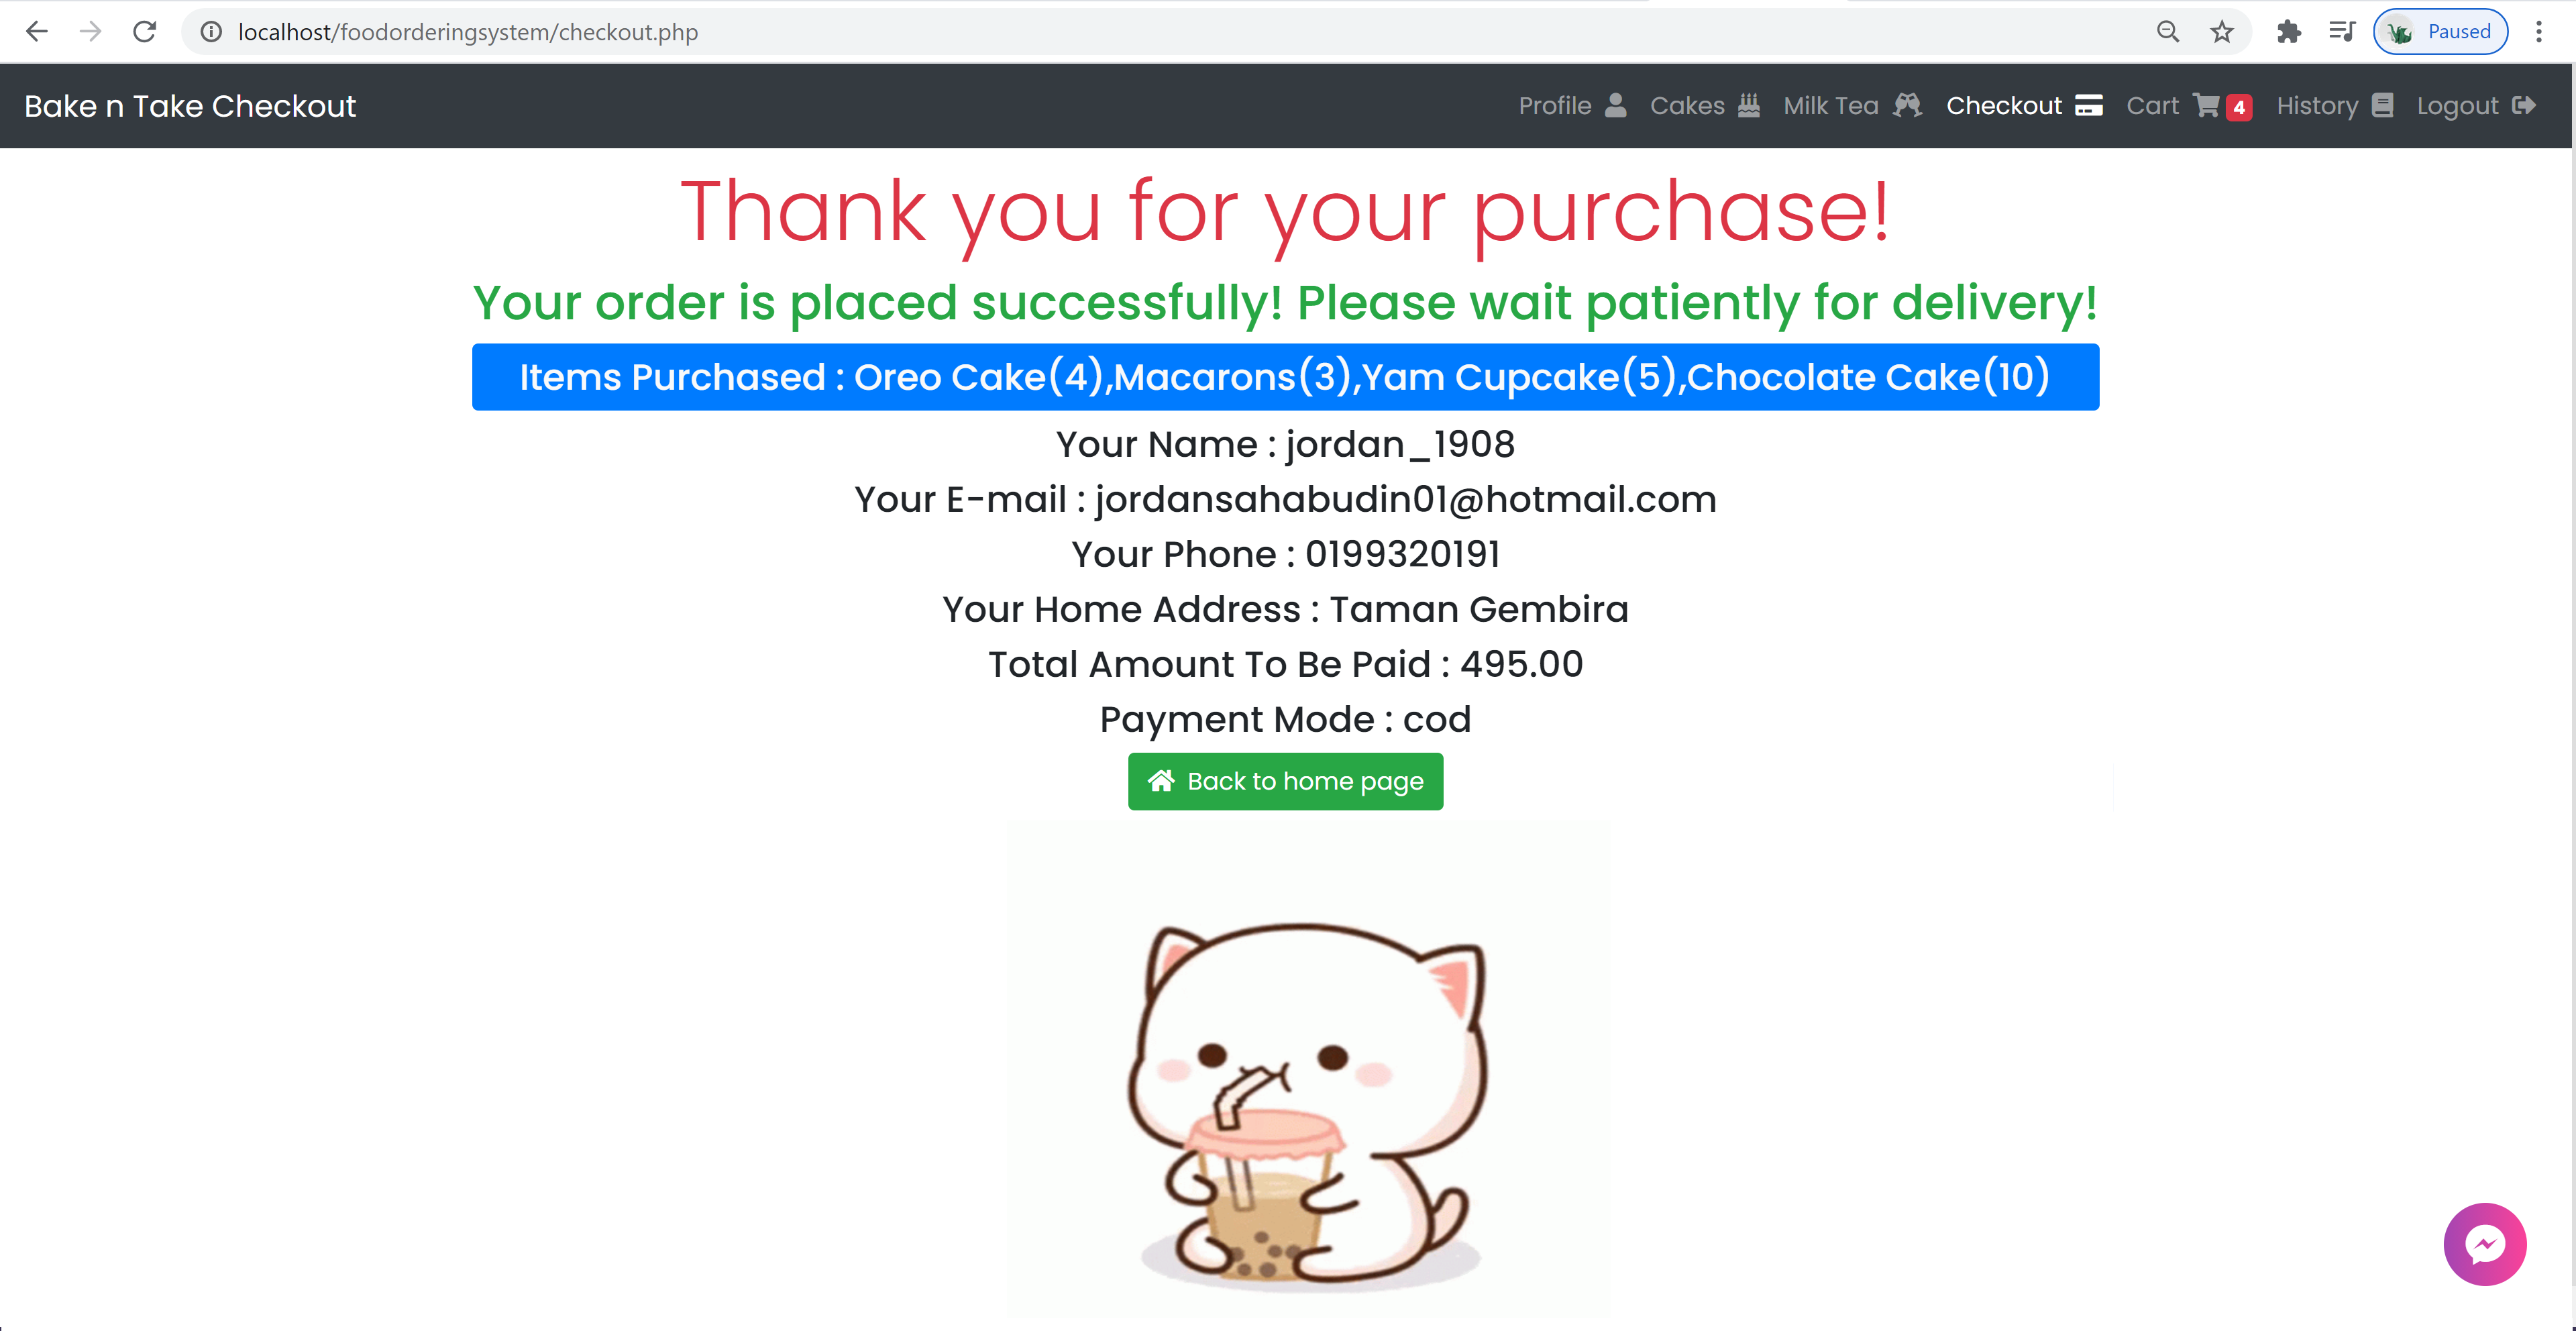 localhost/foodorderingsystem/checkout.php
Paused
Bake n Take Checkout
Profile Cakes Milk Tea Checkout Cart 4 History Logout
Thank you for your purchase!
Your order is placed successfully! Please wait patiently for delivery!
Items Purchased : Oreo Cake(4),Macarons(3),Yam Cupcake(5),Chocolate Cake(10)
Your Name : jordan_1908
Your E-mail : jordansahabudin01@hotmail.com
Your Phone : 0199320191
Your Home Address : Taman Gembira
Total Amount To Be Paid : 495.00
Payment Mode : cod
Back to home page